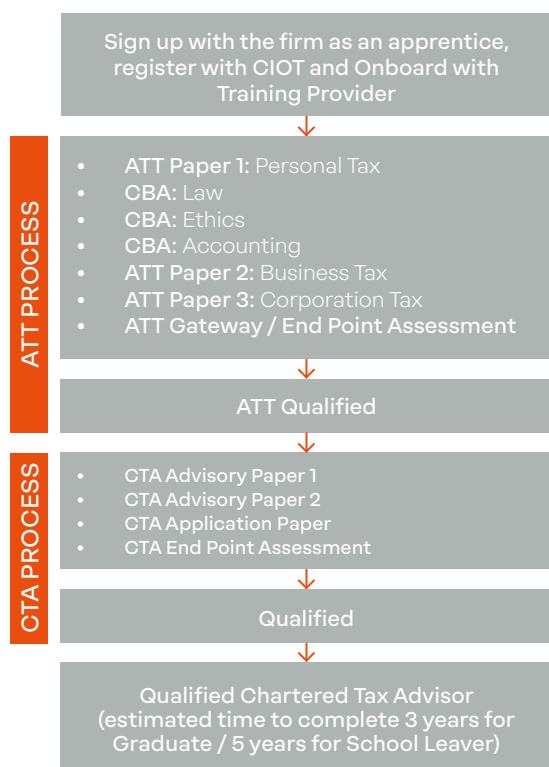 Sign up with the firm as an apprentice,
register with CIOT and Onboard with
Training Provider
ATT PROCESS
• ATT Paper 1: Personal Tax
• CBA: Law
• CBA: Ethics
• CBA: Accounting
• ATT Paper 2: Business Tax
• ATT Paper 3: Corporation Tax
• ATT Gateway / End Point Assessment
ATT Qualified
CTA PROCESS
• CTA Advisory Paper 1
• CTA Advisory Paper 2
• CTA Application Paper
• CTA End Point Assessment
Qualified
Qualified Chartered Tax Advisor
(estimated time to complete 3 years for
Graduate / 5 years for School Leaver)